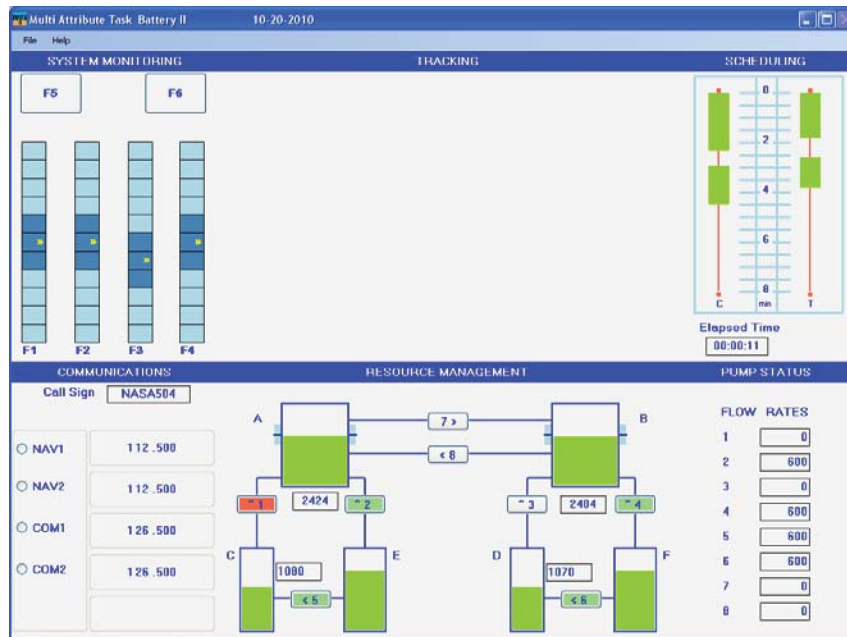 Multi Attribute Task Battery II 10-20-2010
File Help
SYSTEM MONITORING
TRACKING
SCHEDULING
F5
F6
0
2
4
6
8
C
min
T
F1
F2
F3
F4
Elapsed Time
00:00:11
COMMUNICATIONS
RESOURCE MANAGEMENT
PUMP STATUS
Call Sign NASA504
NAV1 112.500
NAV2 112.500
COM1 126.500
COM2 126.500
A
7 >
B
< 8
^ 1
2424
^ 2
^ 3
2404
^ 4
C
1080
E
D
1070
F
< 5
< 6
FLOW RATES
1 0
2 600
3 0
4 600
5 600
6 600
7 0
8 0